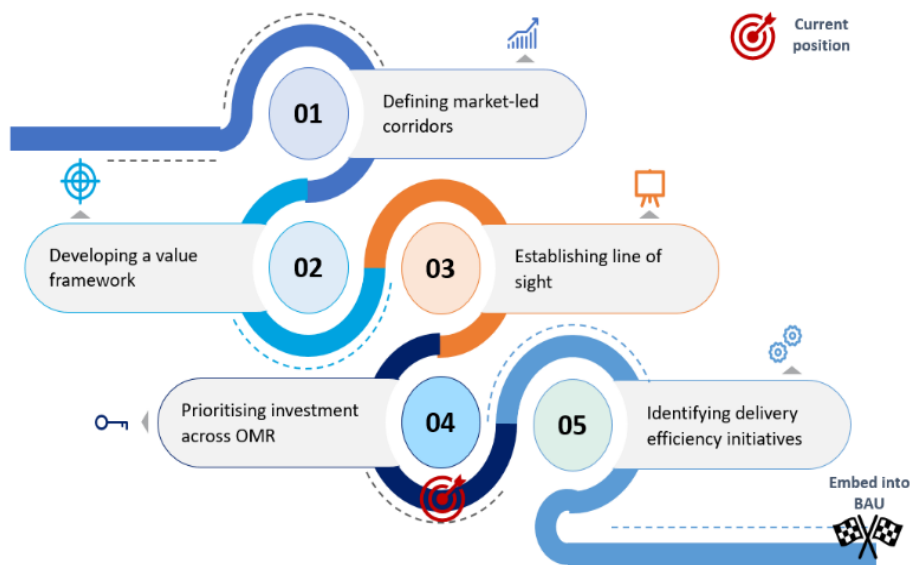 Current
position
01
Defining market-led
corridors
Developing a value
framework
02
03
Establishing line of
sight
Prioritising investment
across OMR
04
05
Identifying delivery
efficiency initiatives
Embed into
BAU